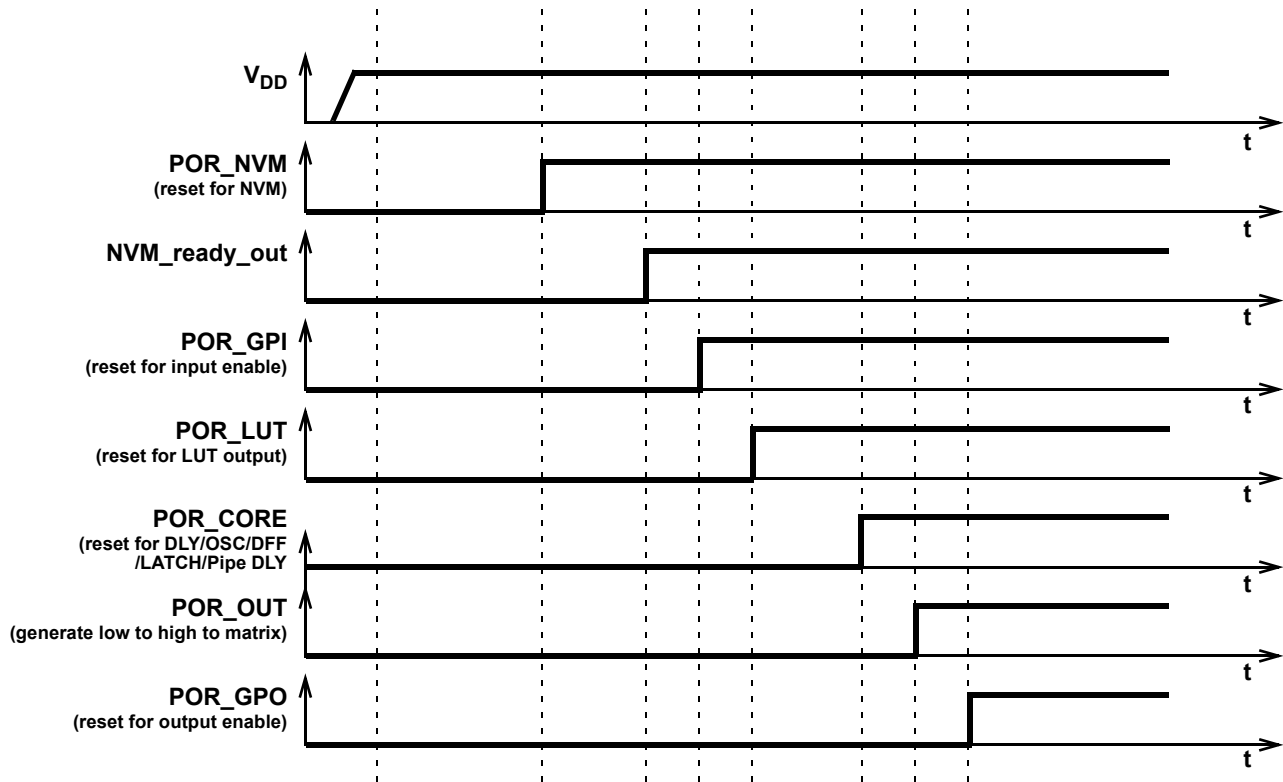 VDD
t
POR_NVM
(reset for NVM)
t
NVM_ready_out
t
POR_GPI
(reset for input enable)
t
POR_LUT
(reset for LUT output)
t
POR_CORE
(reset for DLY/OSC/DFF
/LATCH/Pipe DLY
t
POR_OUT
(generate low to high to matrix)
t
POR_GPO
(reset for output enable)
t